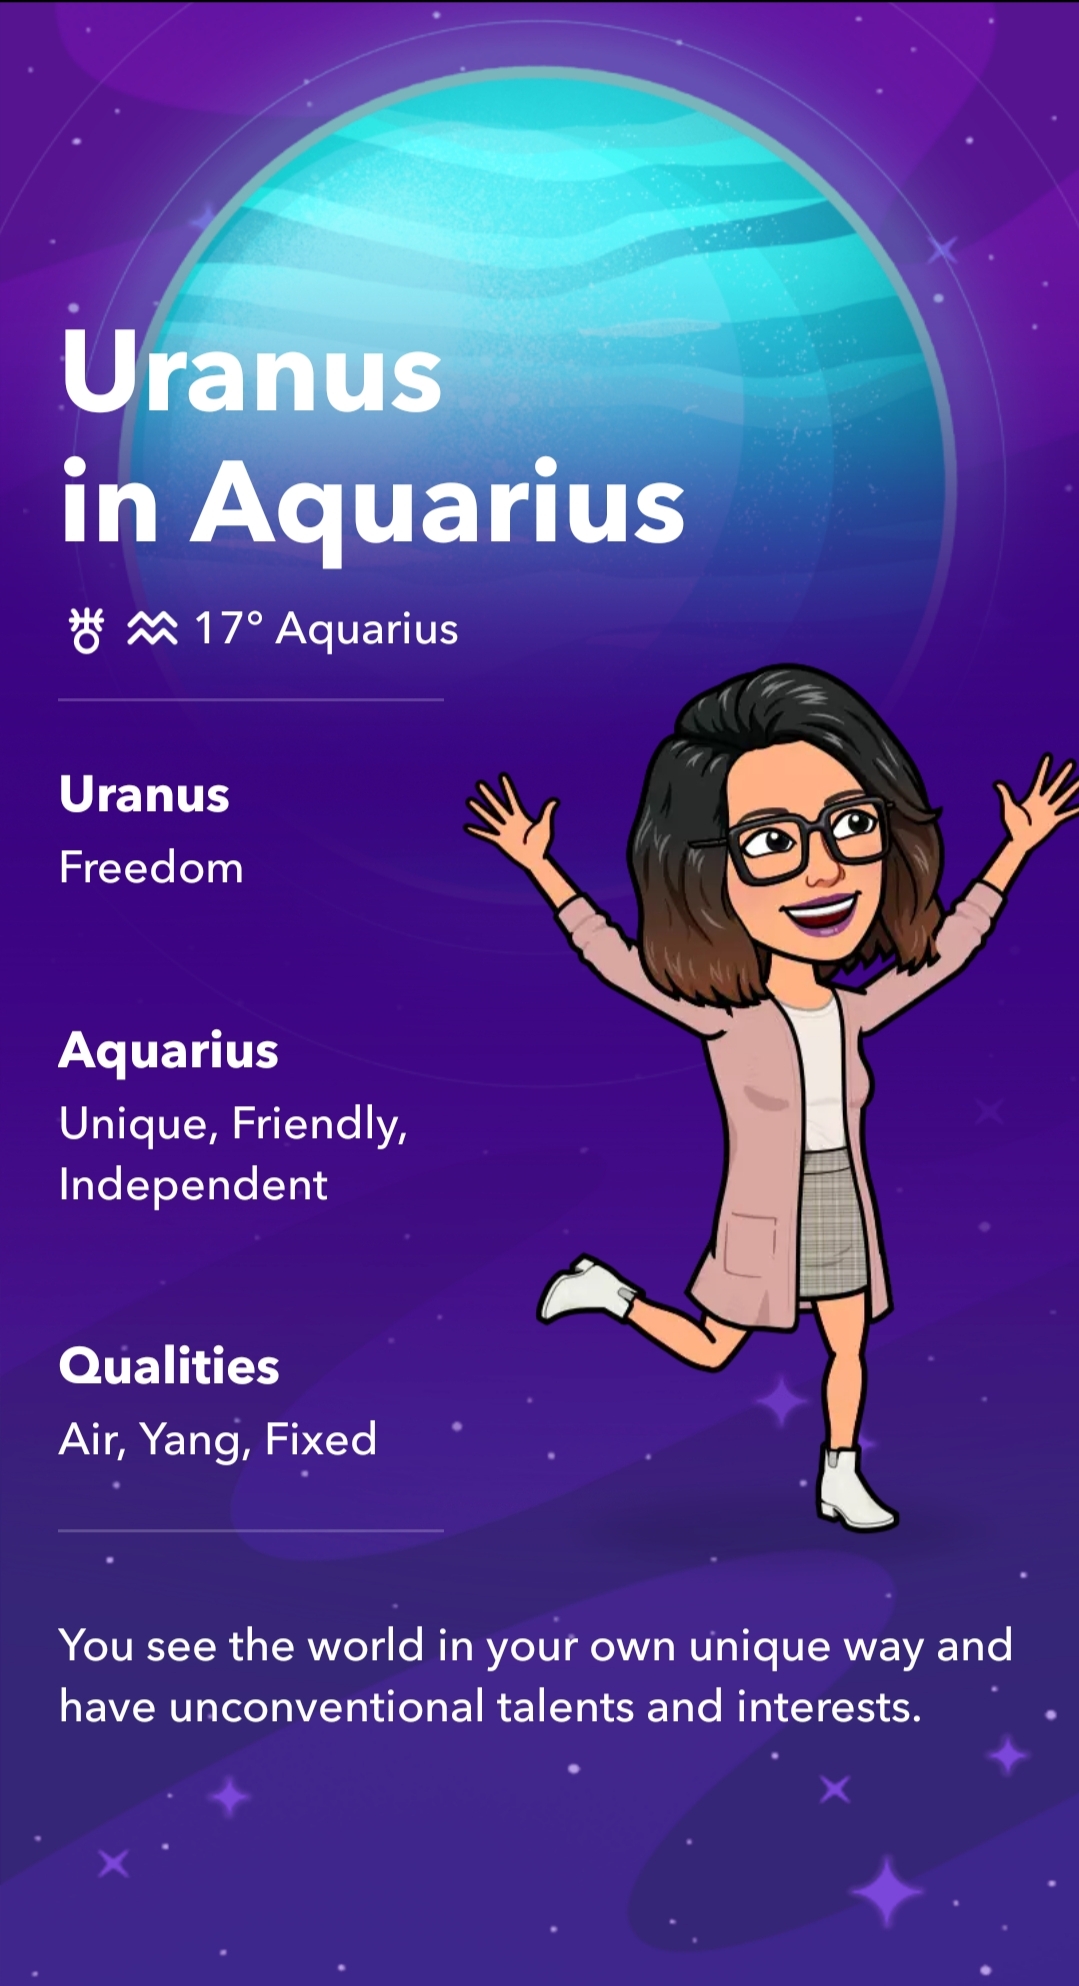 Uranus
in Aquarius
♅ ♒ 17° Aquarius
Uranus
Freedom
Aquarius
Unique, Friendly,
Independent
Qualities
Air, Yang, Fixed
You see the world in your own unique way and
have unconventional talents and interests.